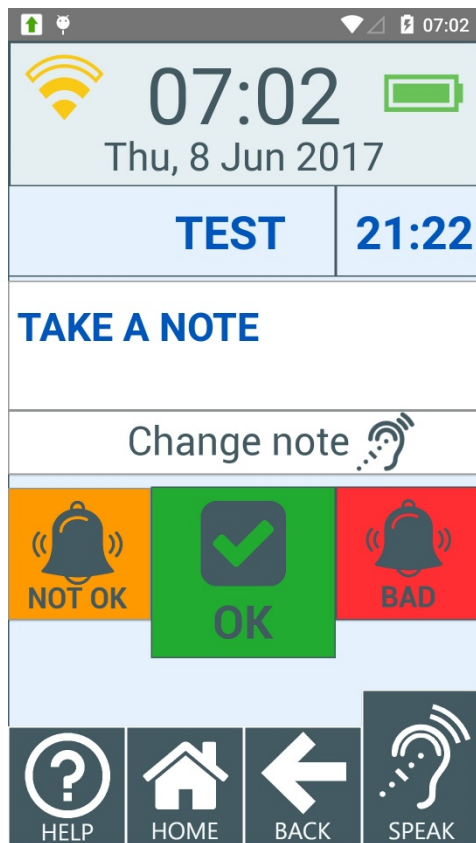 07:02
07:02
Thu, 8 Jun 2017
TEST 21:22
TAKE A NOTE
Change note
NOT OK OK BAD
HELP HOME BACK SPEAK